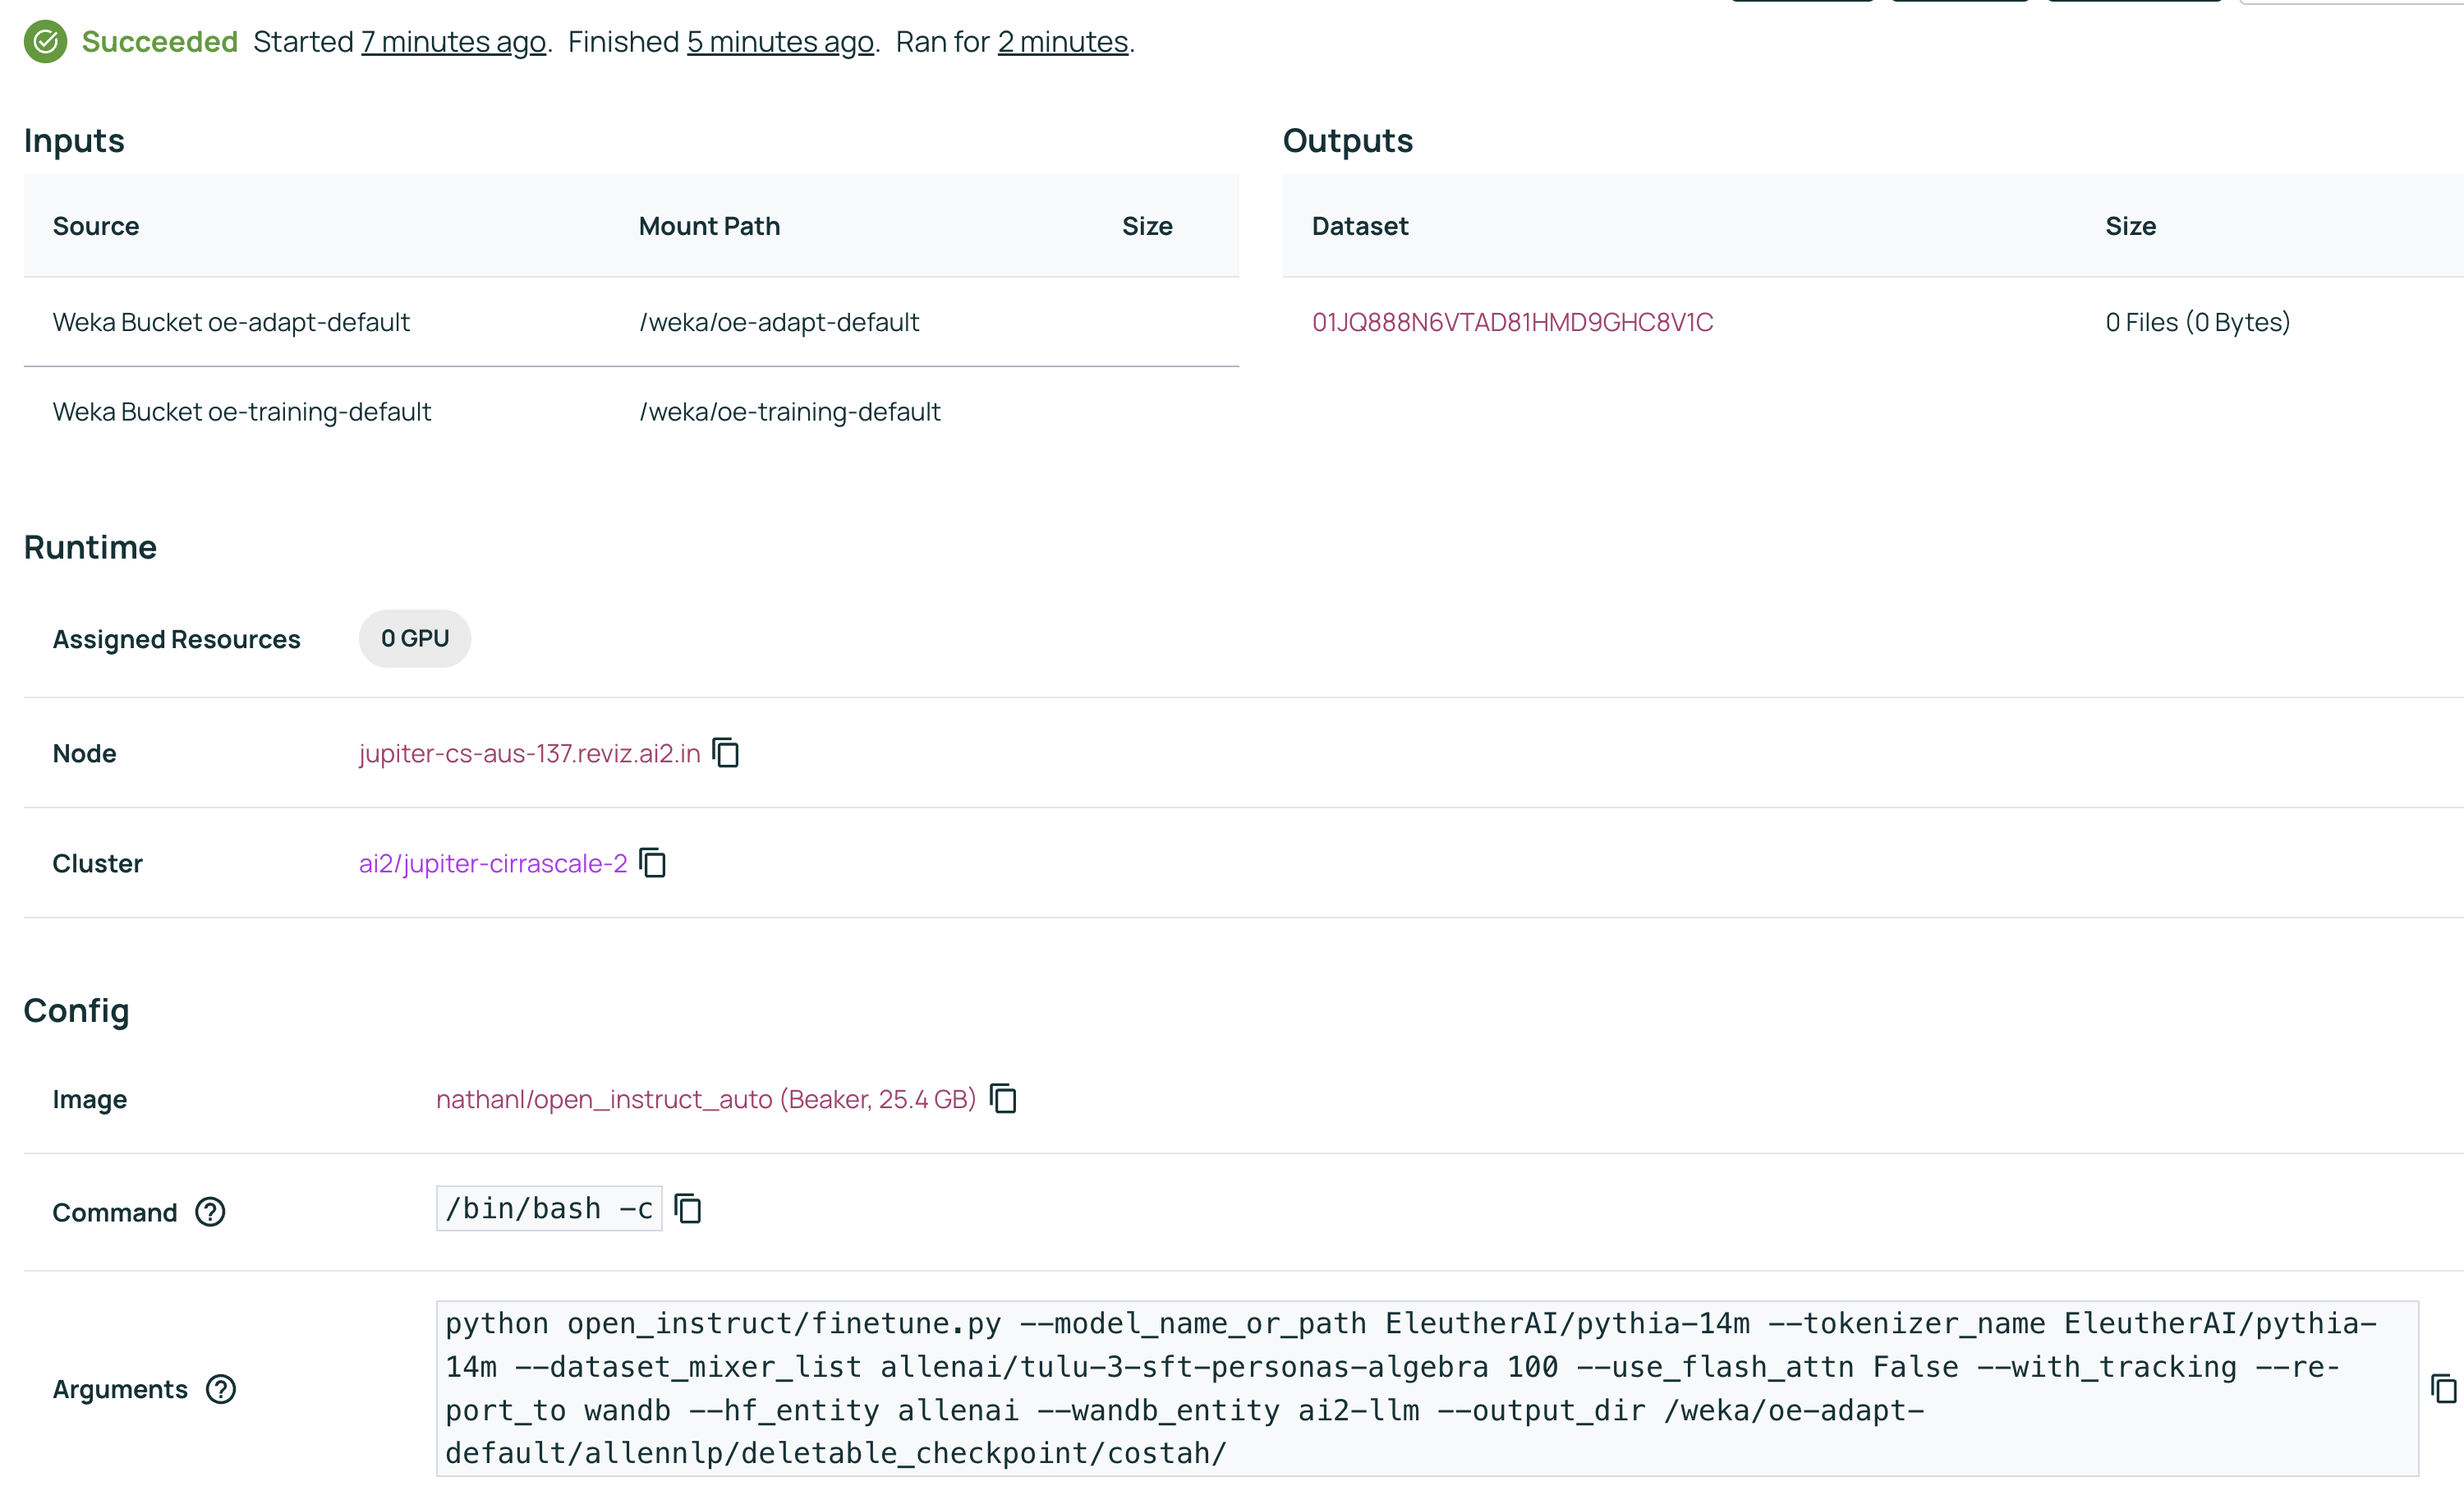 Succeeded Started 7 minutes ago. Finished 5 minutes ago. Ran for 2 minutes.
Inputs
Source Mount Path Size
Weka Bucket oe-adapt-default /weka/oe-adapt-default
Weka Bucket oe-training-default /weka/oe-training-default
Outputs
Dataset Size
01JQ888N6VTAD81HMD9GHC8V1C 0 Files (0 Bytes)
Runtime
Assigned Resources 0 GPU
Node jupiter-cs-aus-137.reviz.ai2.in
Cluster ai2/jupiter-cirrascale-2
Config
Image nathanl/open_instruct_auto (Beaker, 25.4 GB)
Command /bin/bash -c
Arguments
python open_instruct/finetune.py --model_name_or_path EleutherAI/pythia-14m --tokenizer_name EleutherAI/pythia-
14m --dataset_mixer_list allenai/tulu-3-sft-personas-algebra 100 --use_flash_attn False --with_tracking --re-
port_to wandb --hf_entity allenai --wandb_entity ai2-llm --output_dir /weka/oe-adapt-
default/allennlp/deletable_checkpoint/costah/